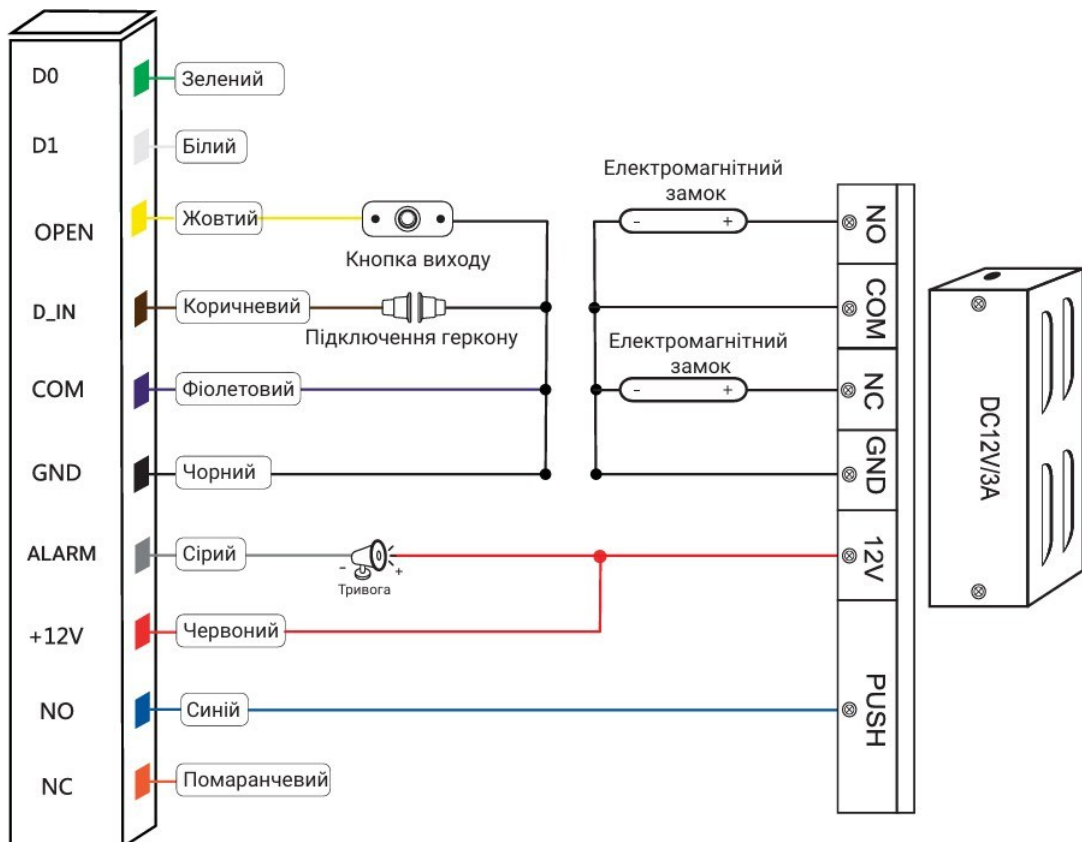 D0
Зелений
D1
Білий
OPEN
Жовтий
Кнопка виходу
D_IN
Коричневий
Підключення геркону
COM
Фіолетовий
GND
Чорний
ALARM
Сірий
-
+
Тривога
+12V
Червоний
NO
Синій
NC
Помаранчевий
Електромагнітний
замок
-
+
Електромагнітний
замок
-
+
NO
COM
NC
GND
12V
PUSH
DC12V/3A